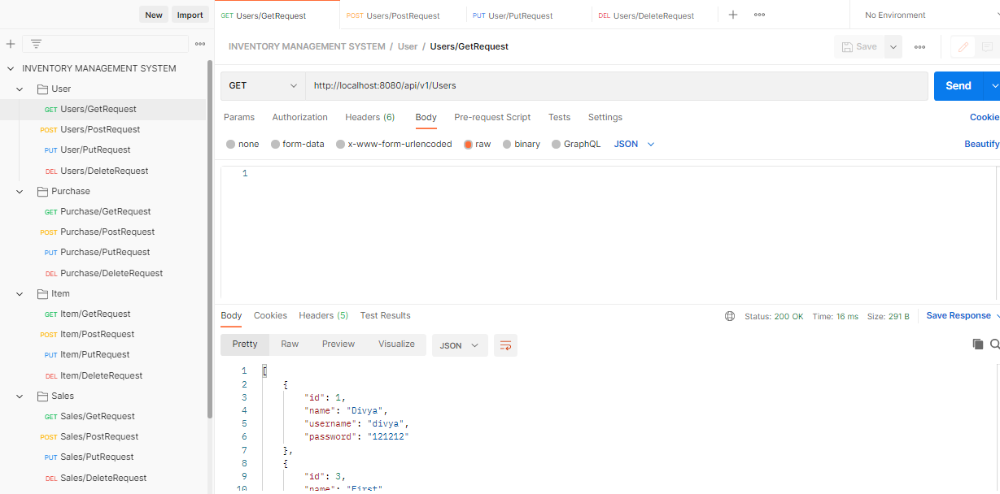 New Import
GET Users/GetRequest POST Users/PostRequest PUT User/PutRequest DEL Users/DeleteRequest + ooo No Environment
INVENTORY MANAGEMENT SYSTEM / User / Users/GetRequest Save
GET http://localhost:8080/api/v1/Users Send
Params Authorization Headers (6) Body Pre-request Script Tests Settings Cookie
none form-data x-www-form-urlencoded raw binary GraphQL JSON Beautify
1
INVENTORY MANAGEMENT SYSTEM
User
GET Users/GetRequest
POST Users/PostRequest
PUT User/PutRequest
DEL Users/DeleteRequest
Purchase
GET Purchase/GetRequest
POST Purchase/PostRequest
PUT Purchase/PutRequest
DEL Purchase/DeleteRequest
Item
GET Item/GetRequest
POST Item/PostRequest
PUT Item/PutRequest
DEL Item/DeleteRequest
Sales
GET Sales/GetRequest
POST Sales/PostRequest
PUT Sales/PutRequest
DEL Sales/DeleteRequest
Body Cookies Headers (5) Test Results Status: 200 OK Time: 16 ms Size: 291 B Save Response
Pretty Raw Preview Visualize JSON
1 [
2 {
3 "id": 1,
4 "name": "Divya",
5 "username": "divya",
6 "password": "121212"
7 },
8 {
9 "id": 3,
10 "name": "First"